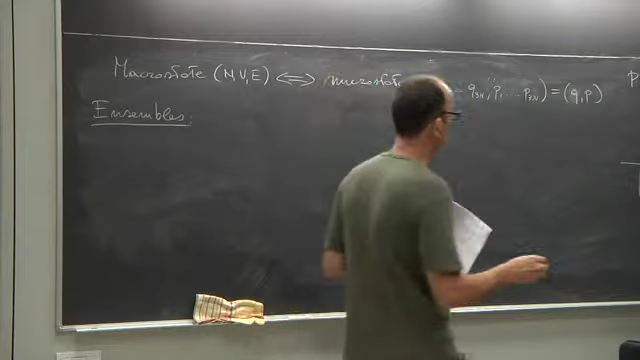 Macrostate (N,V,E) ⟺ microstate q₃ₙ, p₁ ... p₃ₙ) = (q,p)
Ensembles: